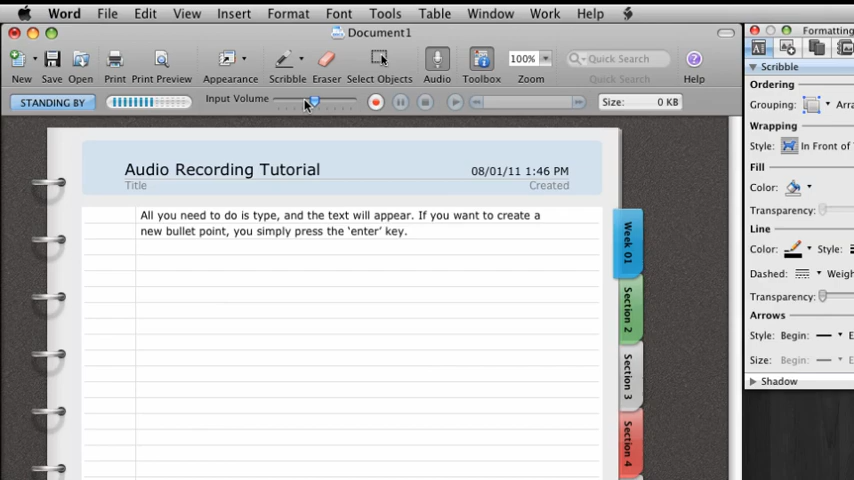 Word File Edit View Insert Format Font Tools Table Window Work Help
Document1
Formatting
New Save Open Print Print Preview Appearance Scribble Eraser Select Objects Audio Toolbox 100% Zoom Quick Search Quick Search Help
STANDING BY Input Volume Size: 0 KB
Scribble
Ordering
Grouping:
Wrapping
Style: In Front of
Fill
Color:
Transparency:
Line
Color: Style:
Dashed:
Transparency:
Arrows
Style: Begin:
Size: Begin:
Shadow
Audio Recording Tutorial 08/01/11 1:46 PM
Title Created
All you need to do is type, and the text will appear. If you want to create a
new bullet point, you simply press the 'enter' key.
Week 01
Section 2
Section 3
Section 4